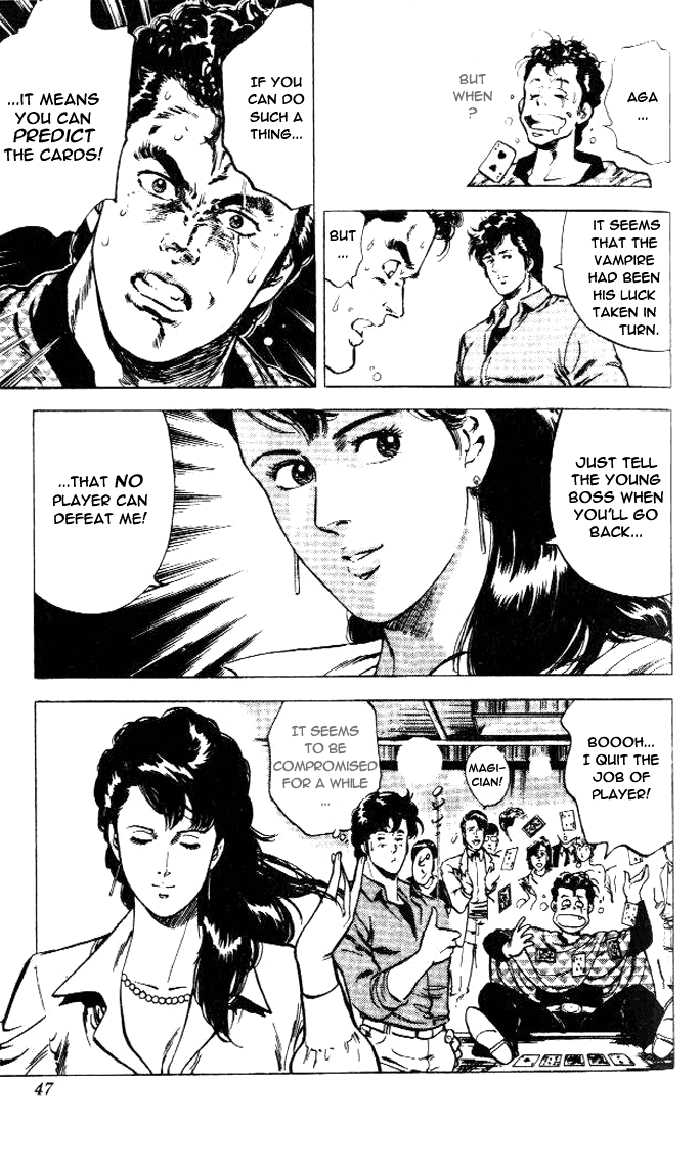 AGA
...
BUT
WHEN
?
IF YOU
CAN DO
SUCH A
THING...
...IT MEANS
YOU CAN
PREDICT
THE CARDS!
IT SEEMS
THAT THE
VAMPIRE
HAD BEEN
HIS LUCK
TAKEN IN
TURN.
BUT
...
JUST TELL
THE YOUNG
BOSS WHEN
YOU'LL GO
BACK...
...THAT NO
PLAYER CAN
DEFEAT ME!
BOOOH...
I QUIT THE
JOB OF
PLAYER!
MAGI-
CIAN!
IT SEEMS
TO BE
COMPROMISED
FOR A WHILE
...
47